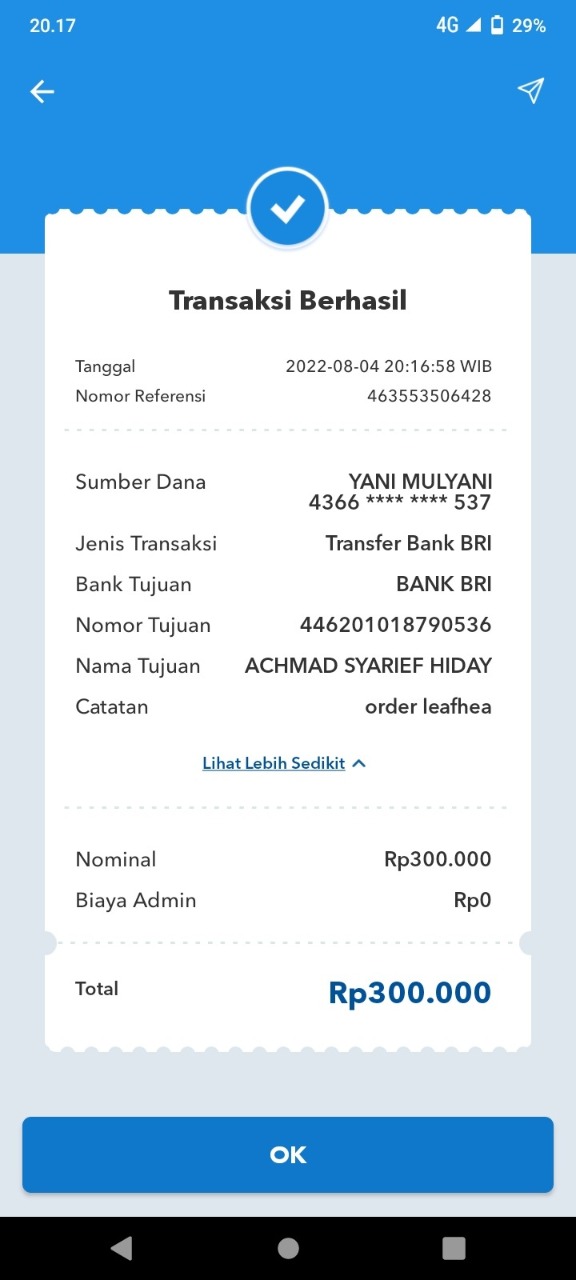 20.17
4G 29%
Transaksi Berhasil
Tanggal 2022-08-04 20:16:58 WIB
Nomor Referensi 463553506428
Sumber Dana YANI MULYANI
4366 **** **** 537
Jenis Transaksi Transfer Bank BRI
Bank Tujuan BANK BRI
Nomor Tujuan 446201018790536
Nama Tujuan ACHMAD SYARIEF HIDAY
Catatan order leafhea
Lihat Lebih Sedikit
Nominal Rp300.000
Biaya Admin Rp0
Total Rp300.000
OK